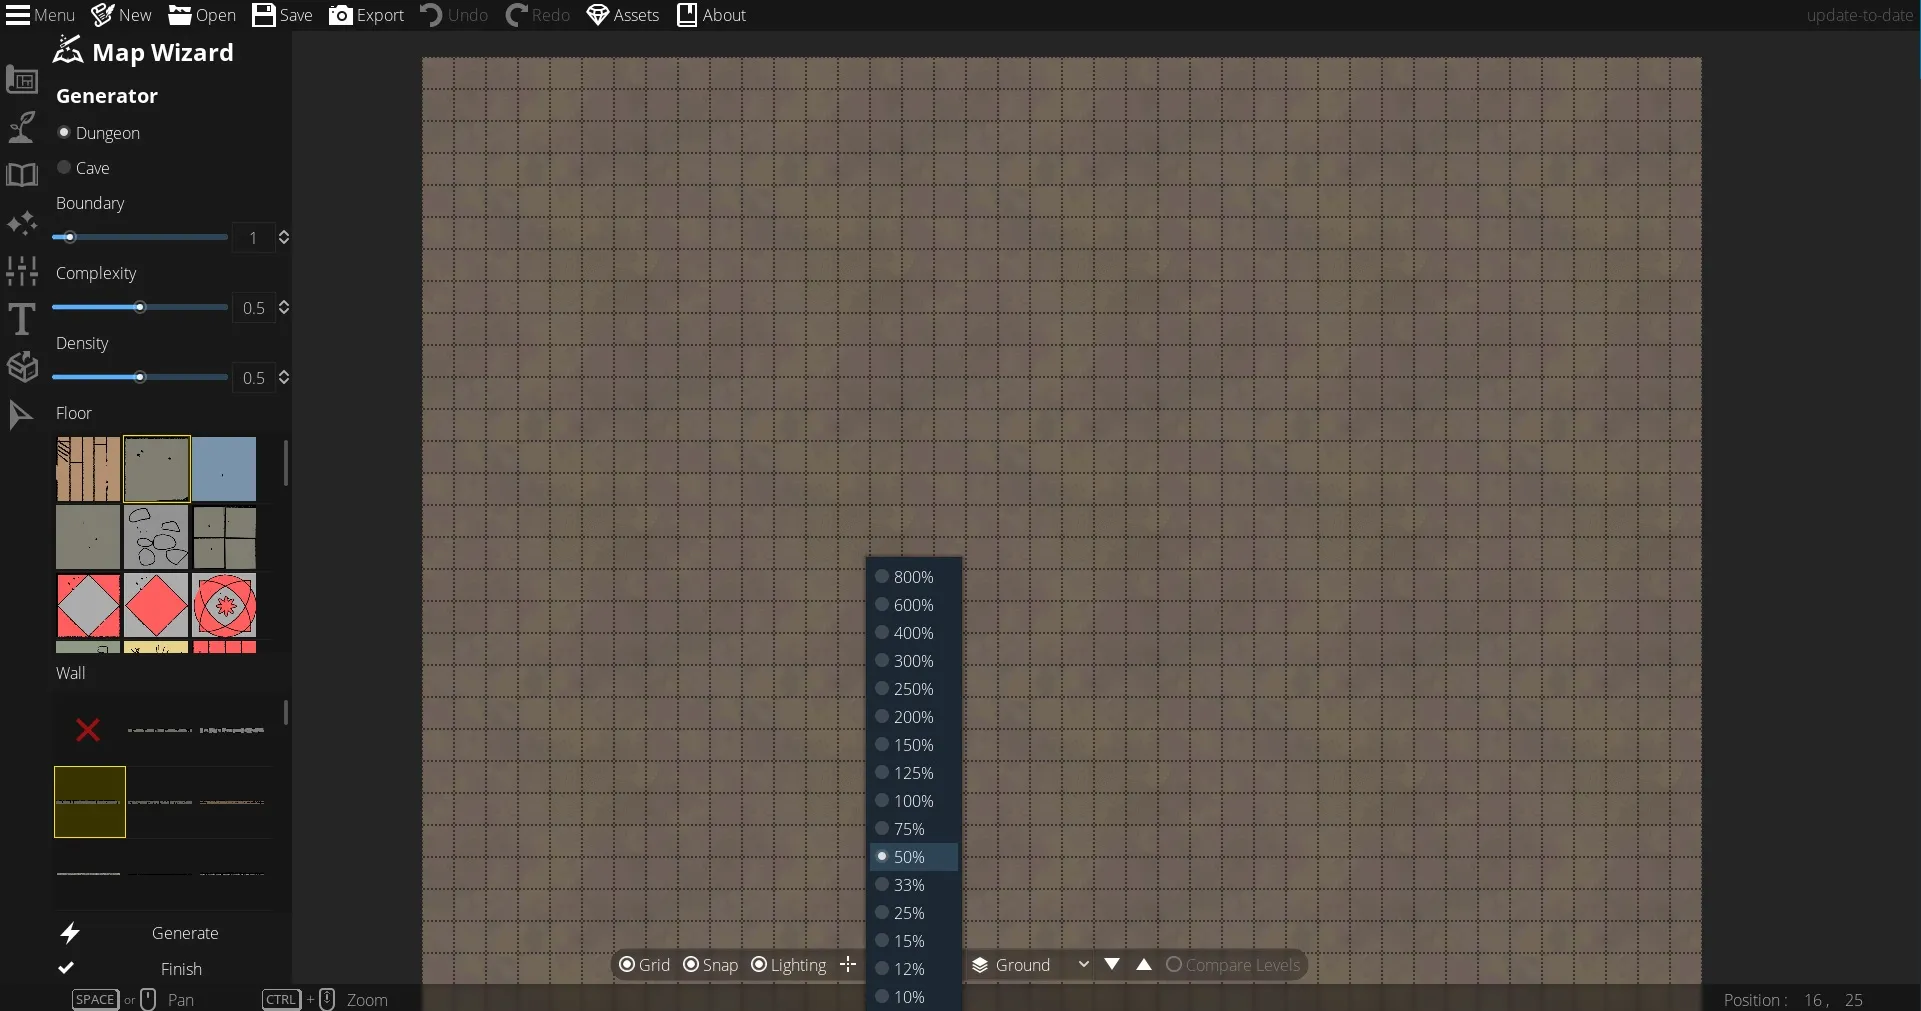 Menu New Open Save Export Undo Redo Assets About update-to-date
Map Wizard
Generator
Dungeon
Cave
Boundary
1
Complexity
0.5
Density
0.5
Floor
Wall
Generate
Finish
800%
600%
400%
300%
250%
200%
150%
125%
100%
75%
50%
33%
25%
15%
12%
10%
Grid Snap Lighting Ground Compare Levels
SPACE or Pan CTRL + Zoom Position : 16 , 25